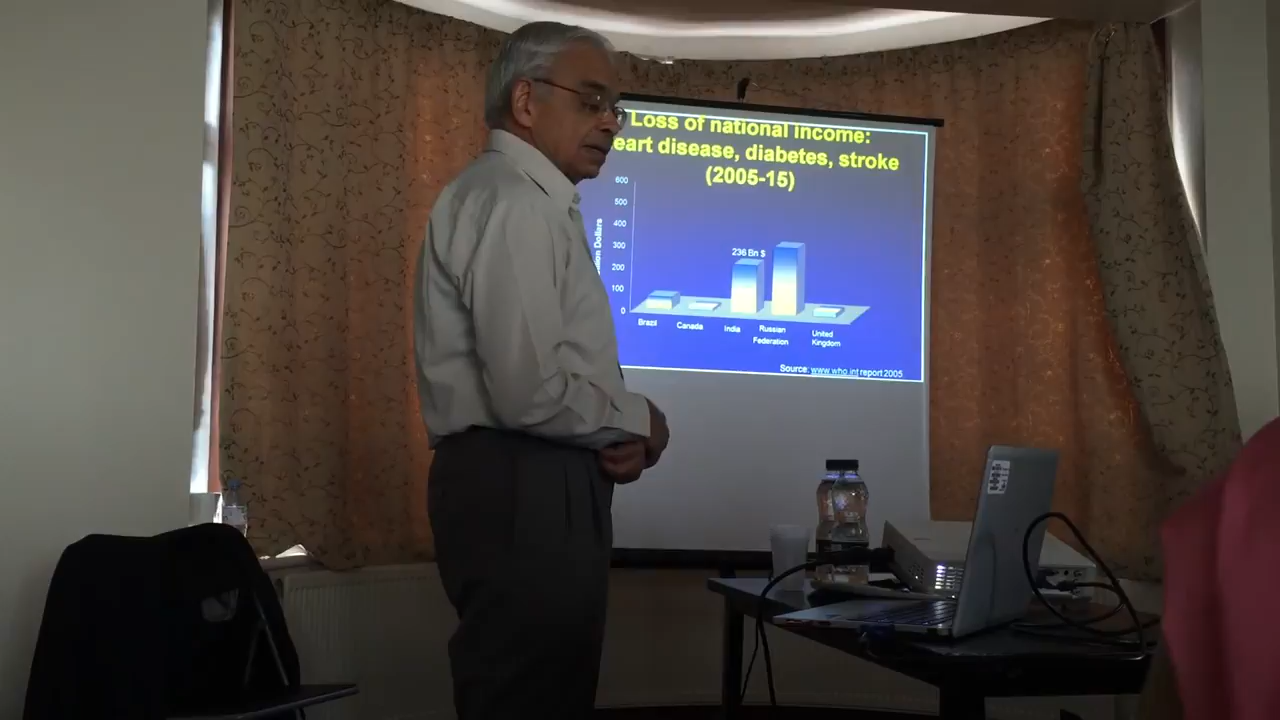 Loss of national income:
eart disease, diabetes, stroke
(2005-15)
600
500
400
300
200
100
0
Dollars
236 Bn $
Brazil
Canada
India
Russian
Federation
United
Kingdom
Source: www.who.int report 2005